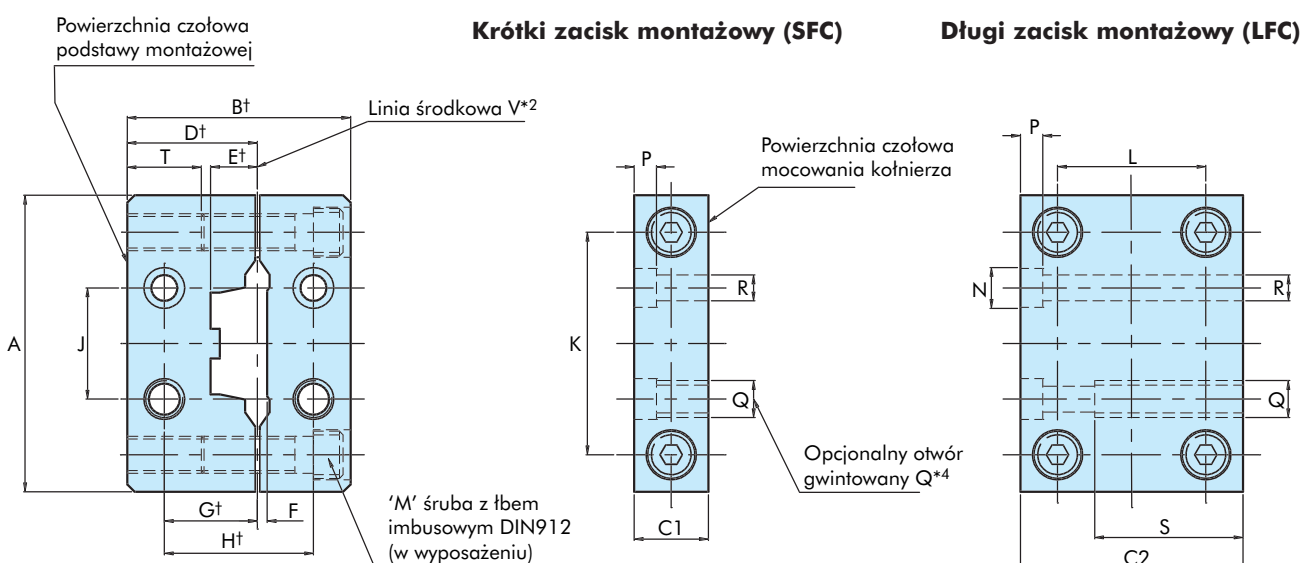 Powierzchnia czołowa
podstawy montażowej
Krótki zacisk montażowy (SFC)
Długi zacisk montażowy (LFC)
B†
Linia środkowa V*2
D†
T
E†
P
Powierzchnia czołowa
mocowania kołnierza
P
L
A
J
K
R
N
R
Q
Q
Opcjonalny otwór
gwintowany Q*4
G†
F
H†
'M' śruba z łbem
imbusowym DIN912
(w wyposażeniu)
C1
S
C2